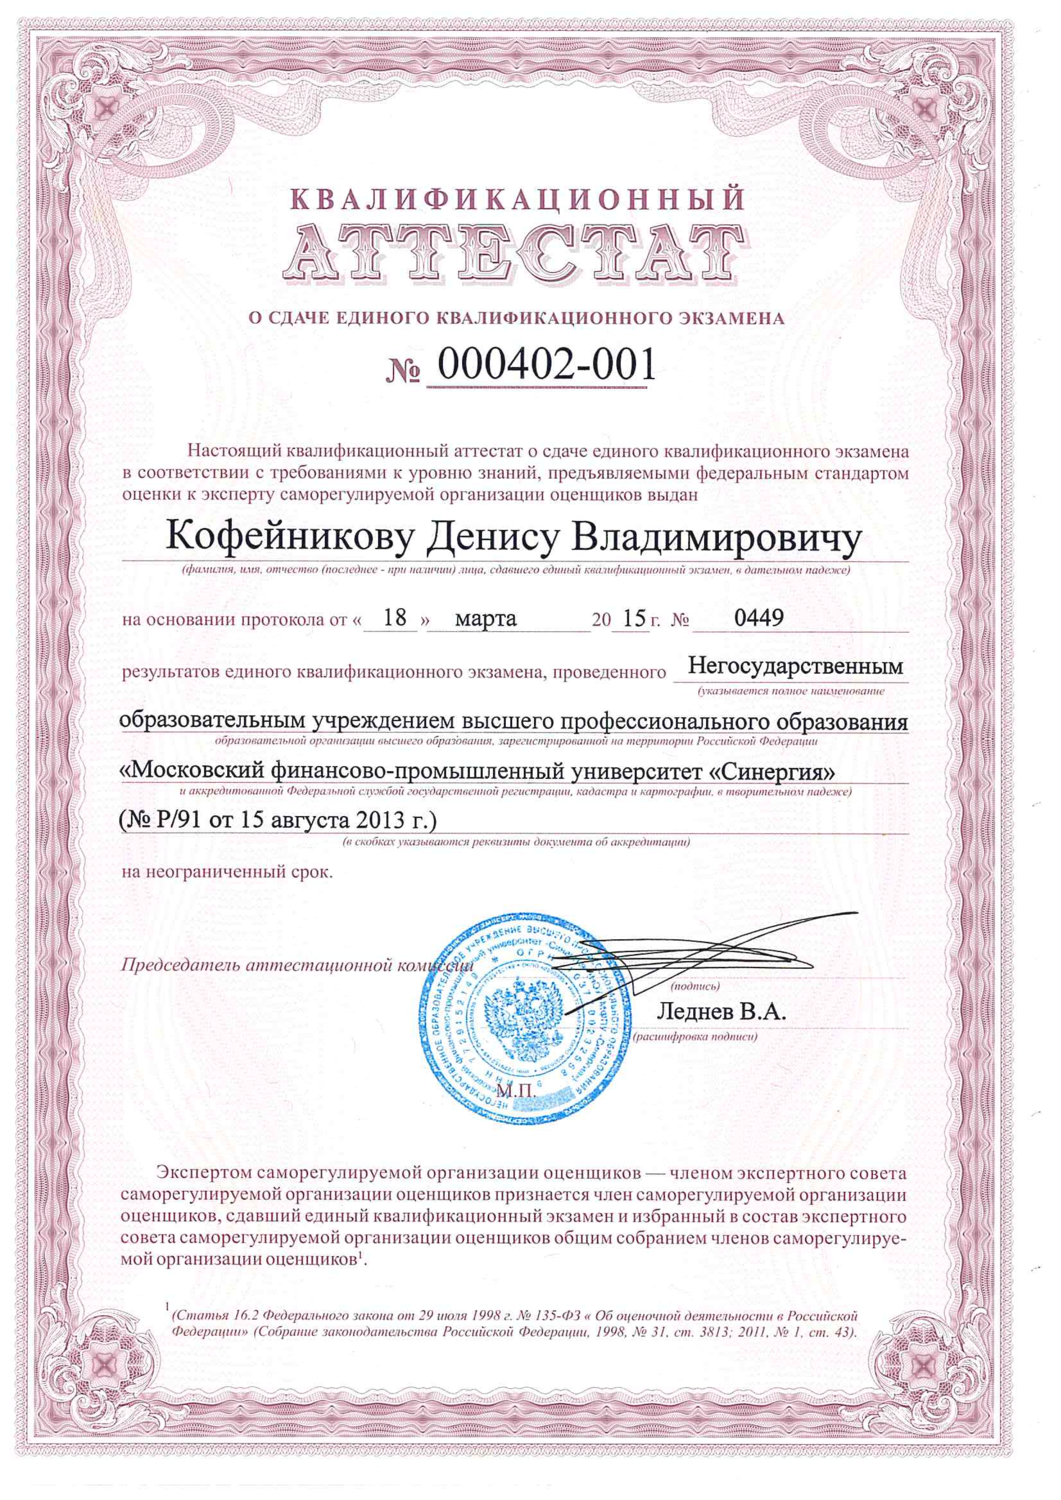 КВАЛИФИКАЦИОННЫЙ
АТТЕСТАТ
О СДАЧЕ ЕДИНОГО КВАЛИФИКАЦИОННОГО ЭКЗАМЕНА
№ 000402-001
Настоящий квалификационный аттестат о сдаче единого квалификационного экзамена
в соответствии с требованиями к уровню знаний, предъявляемыми федеральным стандартом
оценки к эксперту саморегулируемой организации оценщиков выдан
Кофейникову Денису Владимировичу
(фамилия, имя, отчество (последнее - при наличии) лица, сдавшего единый квалификационный экзамен, в дательном падеже)
на основании протокола от « 18 » марта 20 15 г. № 0449
результатов единого квалификационного экзамена, проведенного Негосударственным
(указывается полное наименование
образовательным учреждением высшего профессионального образования
образовательной организации высшего образования, зарегистрированной на территории Российской Федерации
«Московский финансово-промышленный университет «Синергия»
и аккредитованной Федеральной службой государственной регистрации, кадастра и картографии, в творительном падеже)
(№ Р/91 от 15 августа 2013 г.)
(в скобках указываются реквизиты документа об аккредитации)
на неограниченный срок.
Председатель аттестационной комиссии
(подпись)
Леднев В.А.
(расшифровка подписи)
М.П.
Экспертом саморегулируемой организации оценщиков — членом экспертного совета
саморегулируемой организации оценщиков признается член саморегулируемой организации
оценщиков, сдавший единый квалификационный экзамен и избранный в состав экспертного
совета саморегулируемой организации оценщиков общим собранием членов саморегулируе-
мой организации оценщиков¹.
¹ (Статья 16.2 Федерального закона от 29 июля 1998 г. № 135-ФЗ « Об оценочной деятельности в Российской
Федерации» (Собрание законодательства Российской Федерации, 1998, № 31, ст. 3813; 2011, № 1, ст. 43).